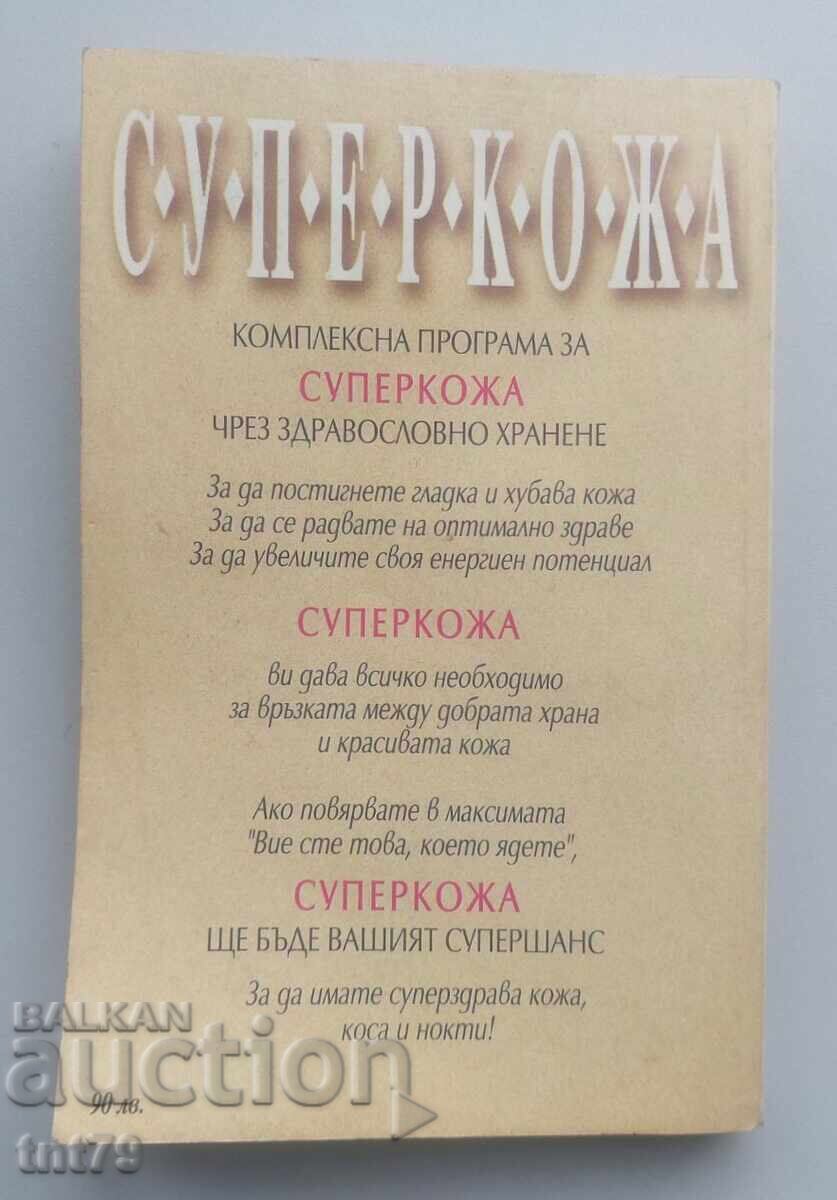 С·У·П·Е·Р·К·О·Ж·А
КОМПЛЕКСНА ПРОГРАМА ЗА
СУПЕРКОЖА
ЧРЕЗ ЗДРАВОСЛОВНО ХРАНЕНЕ
За да постигнете гладка и хубава кожа
За да се радвате на оптимално здраве
За да увеличите своя енергиен потенциал
СУПЕРКОЖА
ви дава всичко необходимо
за връзката между добрата храна
и красивата кожа
Ако повярвате в максимата
"Вие сте това, което ядете",
СУПЕРКОЖА
ЩЕ БЪДЕ ВАШИЯТ СУПЕРШАНС
За да имате суперздрава кожа,
коса и нокти!
BALKAN
auction
90 лв.
tnt79